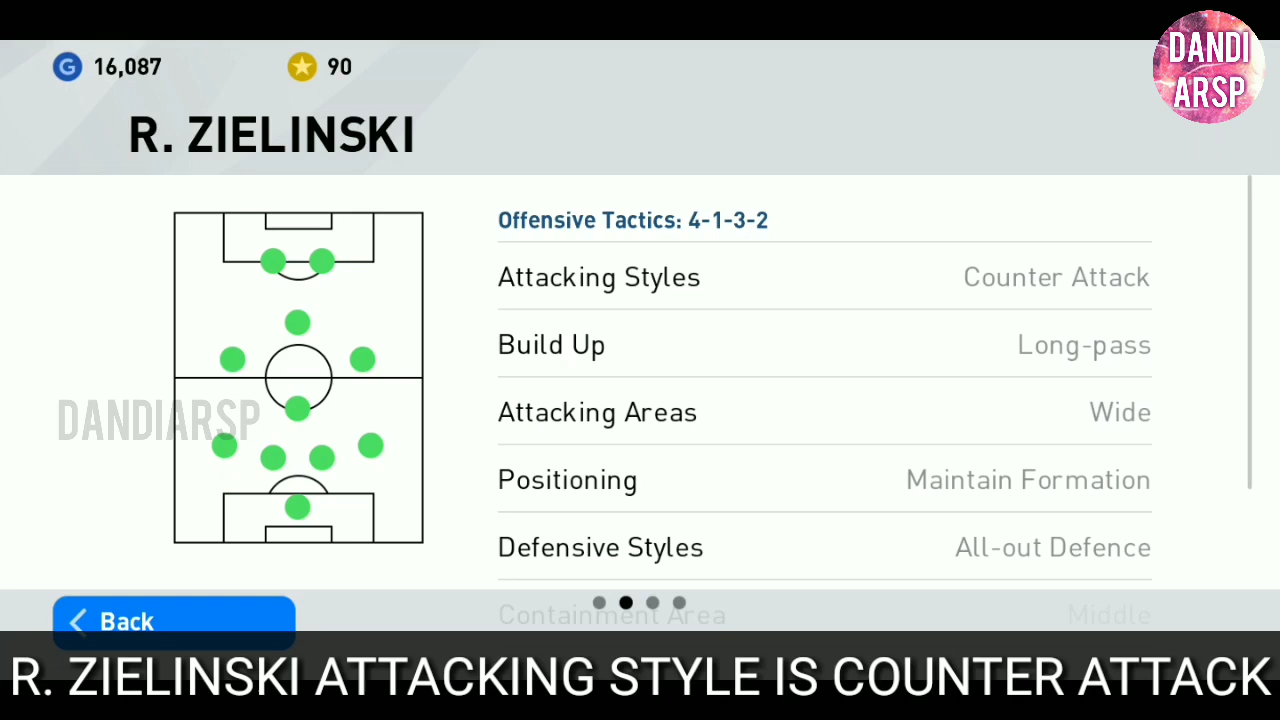 G 16,087 90
DANDI
ARSP
R. ZIELINSKI
Offensive Tactics: 4-1-3-2
Attacking Styles Counter Attack
Build Up Long-pass
Attacking Areas Wide
DANDIARSP
Positioning Maintain Formation
Defensive Styles All-out Defence
Containment Area Middle
Back
R. ZIELINSKI ATTACKING STYLE IS COUNTER ATTACK